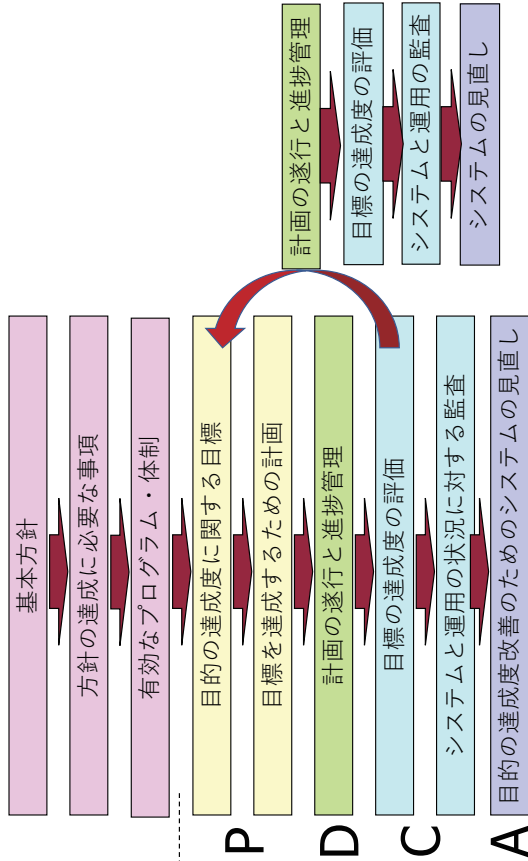 基本方針
方針の達成に必要な事項
有効なプログラム・体制
P
目的の達成度に関する目標
目標を達成するための計画
D
計画の遂行と進捗管理
C
目標の達成度の評価
システムと運用の状況に対する監査
A
目的の達成度改善のためのシステムの見直し
計画の遂行と進捗管理
目標の達成度の評価
システムと運用の監査
システムの見直し